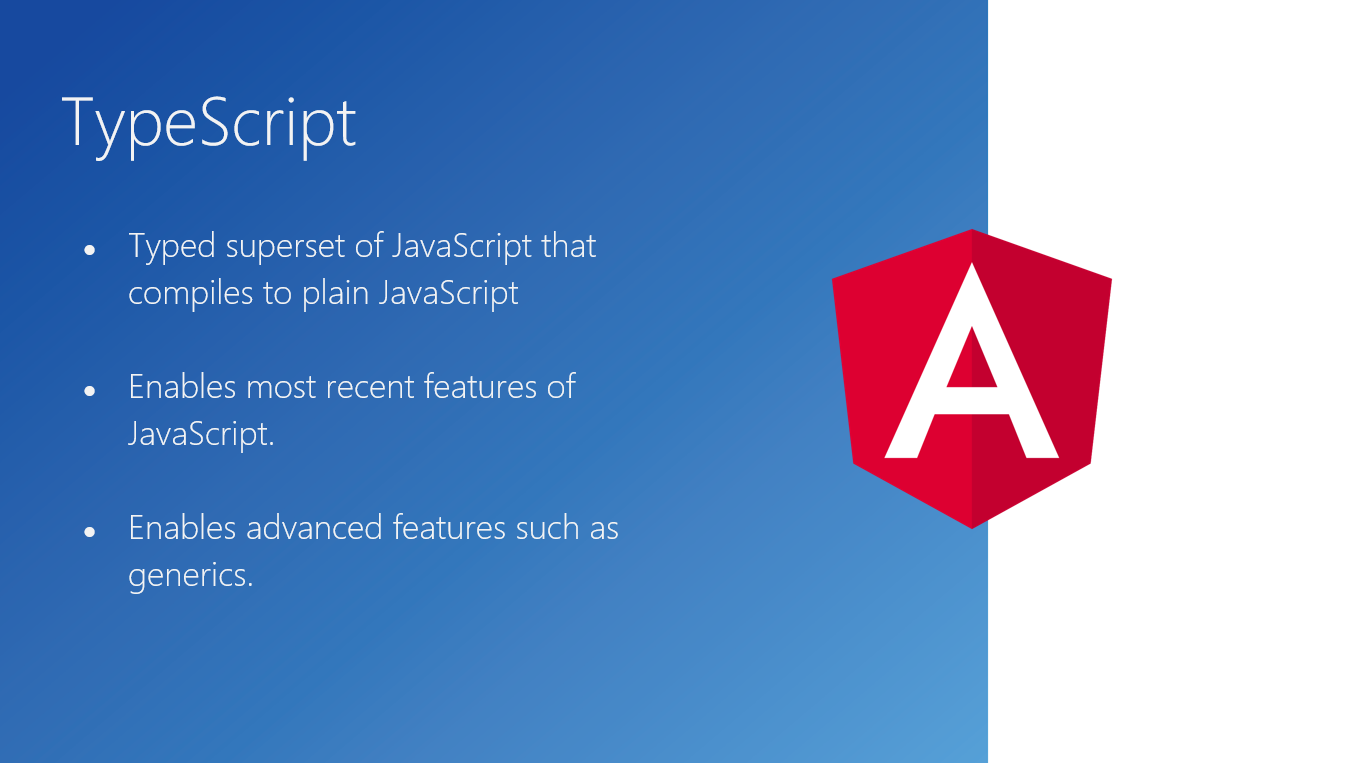 TypeScript
● Typed superset of JavaScript that
compiles to plain JavaScript
● Enables most recent features of
JavaScript.
● Enables advanced features such as
generics.
A